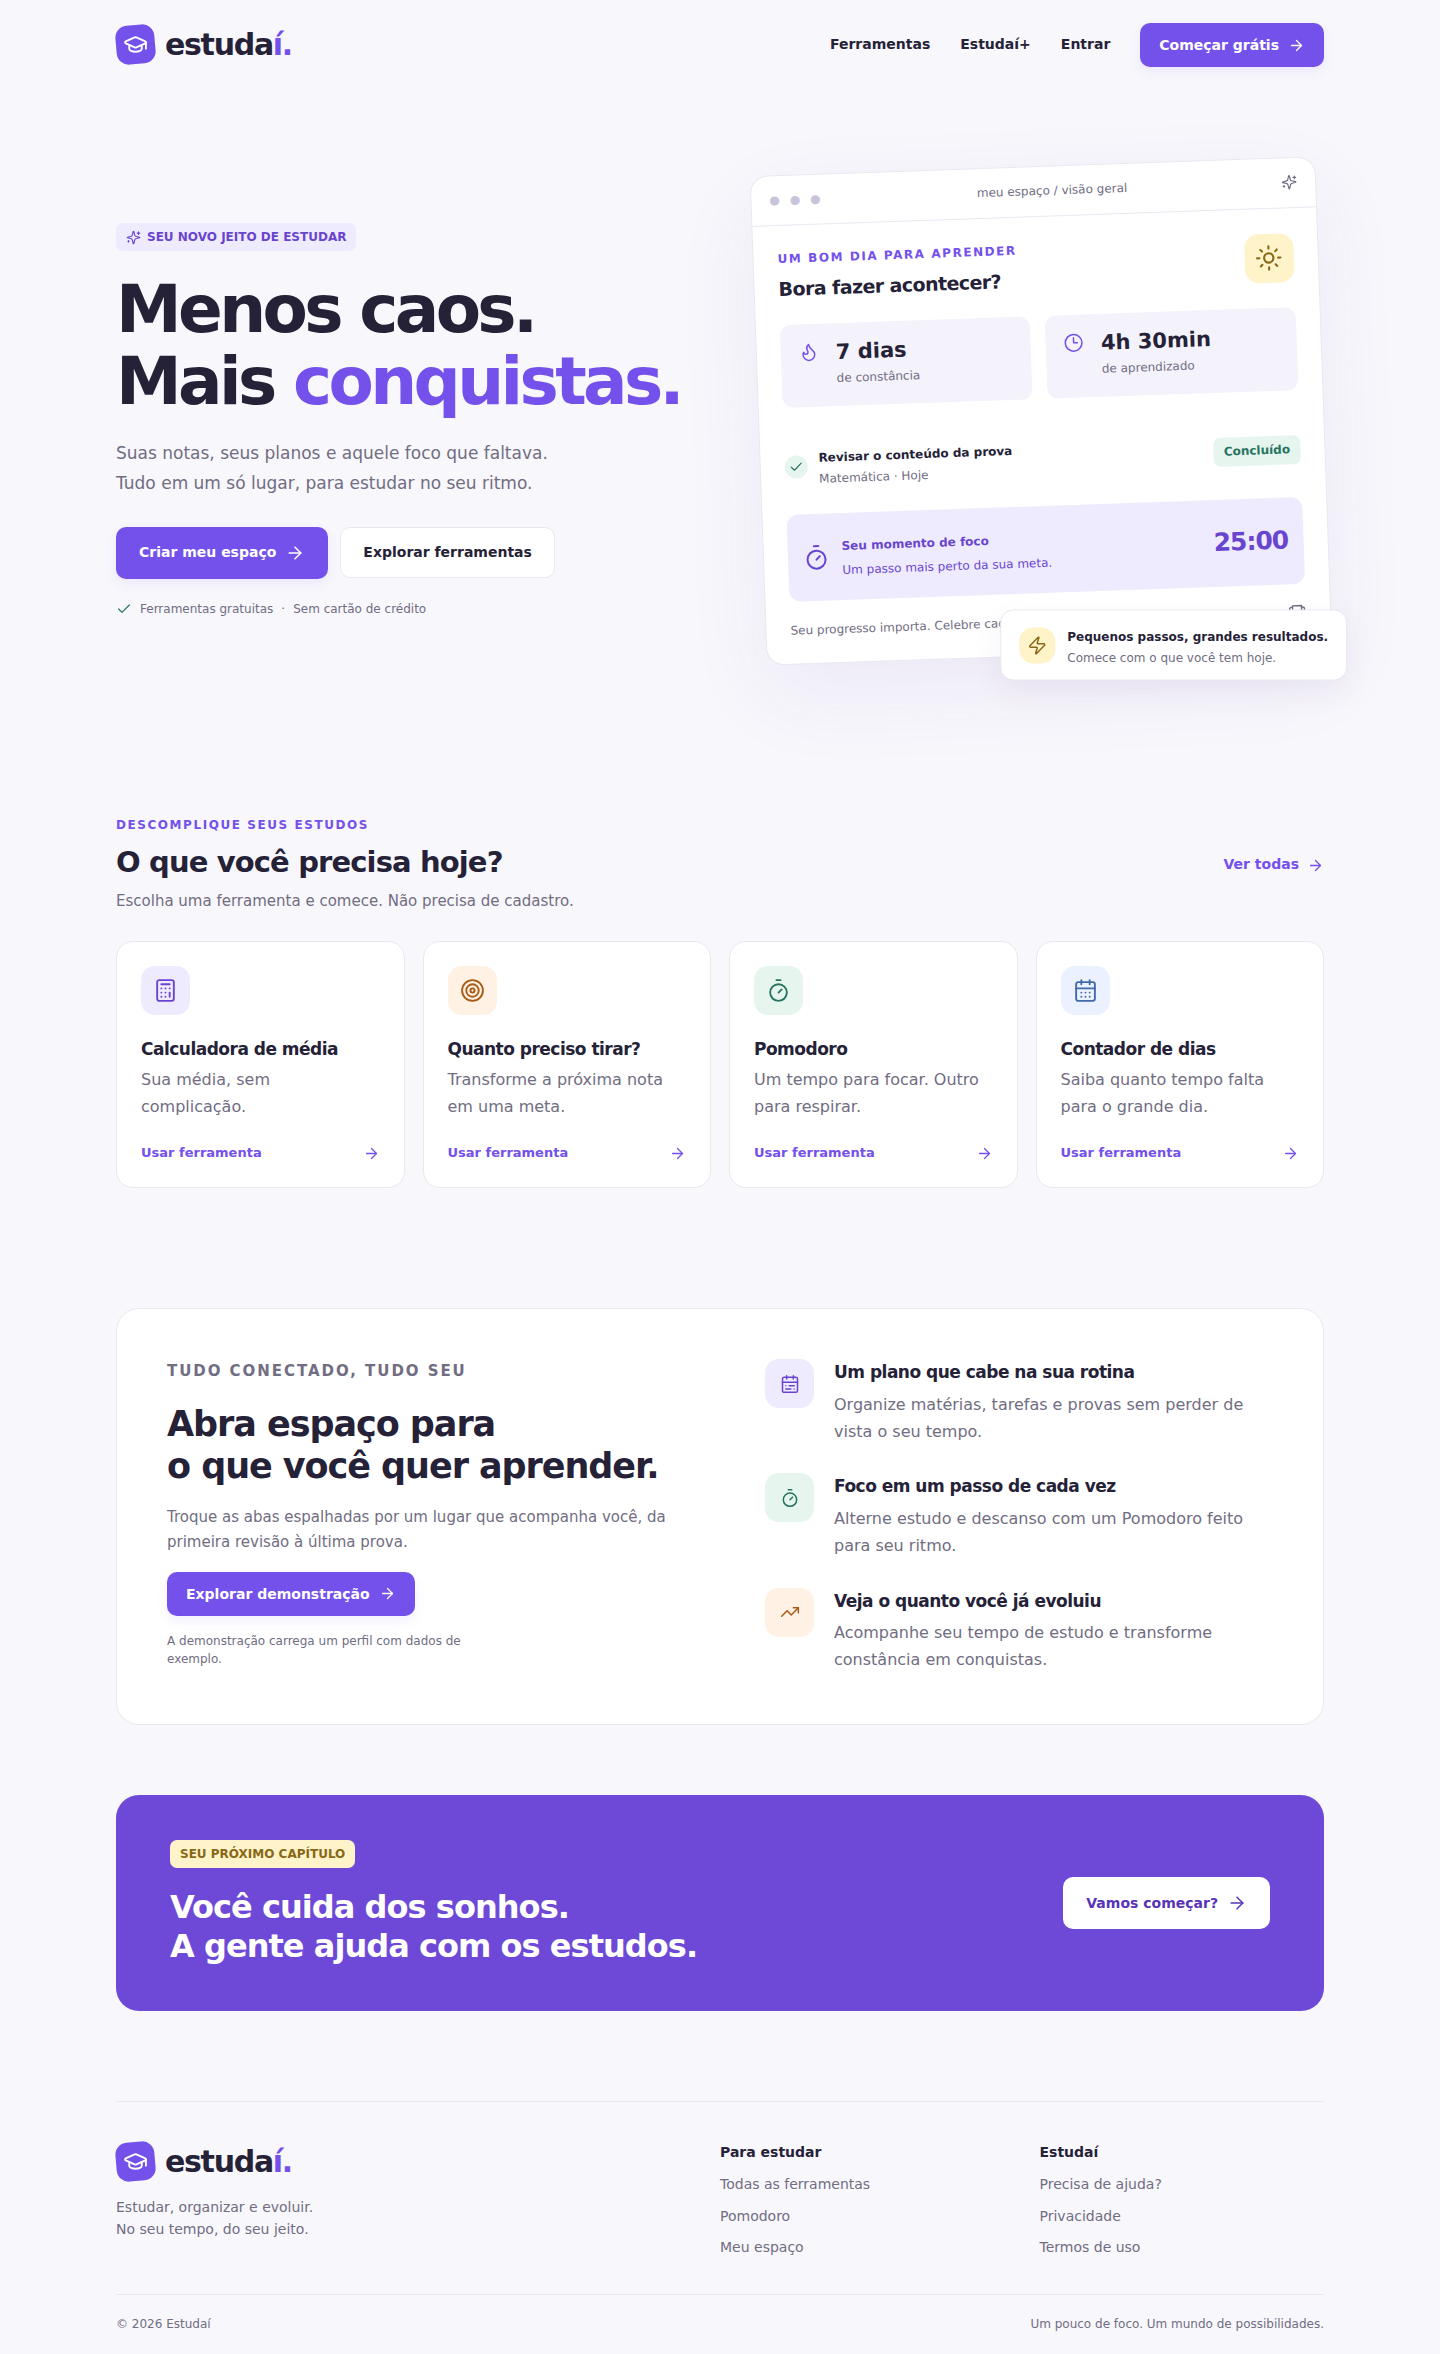 estudaí.
Ferramentas
Estudaí+
Entrar
Começar grátis
SEU NOVO JEITO DE ESTUDAR
Menos caos.
Mais conquistas.
Suas notas, seus planos e aquele foco que faltava.
Tudo em um só lugar, para estudar no seu ritmo.
Criar meu espaço
Explorar ferramentas
Ferramentas gratuitas · Sem cartão de crédito
meu espaço / visão geral
UM BOM DIA PARA APRENDER
Bora fazer acontecer?
7 dias
de constância
4h 30min
de aprendizado
Revisar o conteúdo da prova
Matemática · Hoje
Concluído
Seu momento de foco
Um passo mais perto da sua meta.
25:00
Seu progresso importa. Celebre
Pequenos passos, grandes resultados.
Comece com o que você tem hoje.
DESCOMPLIQUE SEUS ESTUDOS
O que você precisa hoje?
Escolha uma ferramenta e comece. Não precisa de cadastro.
Ver todas
Calculadora de média
Sua média, sem
complicação.
Usar ferramenta
Quanto preciso tirar?
Transforme a próxima nota
em uma meta.
Usar ferramenta
Pomodoro
Um tempo para focar. Outro
para respirar.
Usar ferramenta
Contador de dias
Saiba quanto tempo falta
para o grande dia.
Usar ferramenta
TUDO CONECTADO, TUDO SEU
Abra espaço para
o que você quer aprender.
Troque as abas espalhadas por um lugar que acompanha você, da
primeira revisão à última prova.
Explorar demonstração
A demonstração carrega um perfil com dados de
exemplo.
Um plano que cabe na sua rotina
Organize matérias, tarefas e provas sem perder de
vista o seu tempo.
Foco em um passo de cada vez
Alterne estudo e descanso com um Pomodoro feito
para seu ritmo.
Veja o quanto você já evoluiu
Acompanhe seu tempo de estudo e transforme
constância em conquistas.
SEU PRÓXIMO CAPÍTULO
Você cuida dos sonhos.
A gente ajuda com os estudos.
Vamos começar?
estudaí.
Estudar, organizar e evoluir.
No seu tempo, do seu jeito.
Para estudar
Todas as ferramentas
Pomodoro
Meu espaço
Estudaí
Precisa de ajuda?
Privacidade
Termos de uso
© 2026 Estudaí
Um pouco de foco. Um mundo de possibilidades.